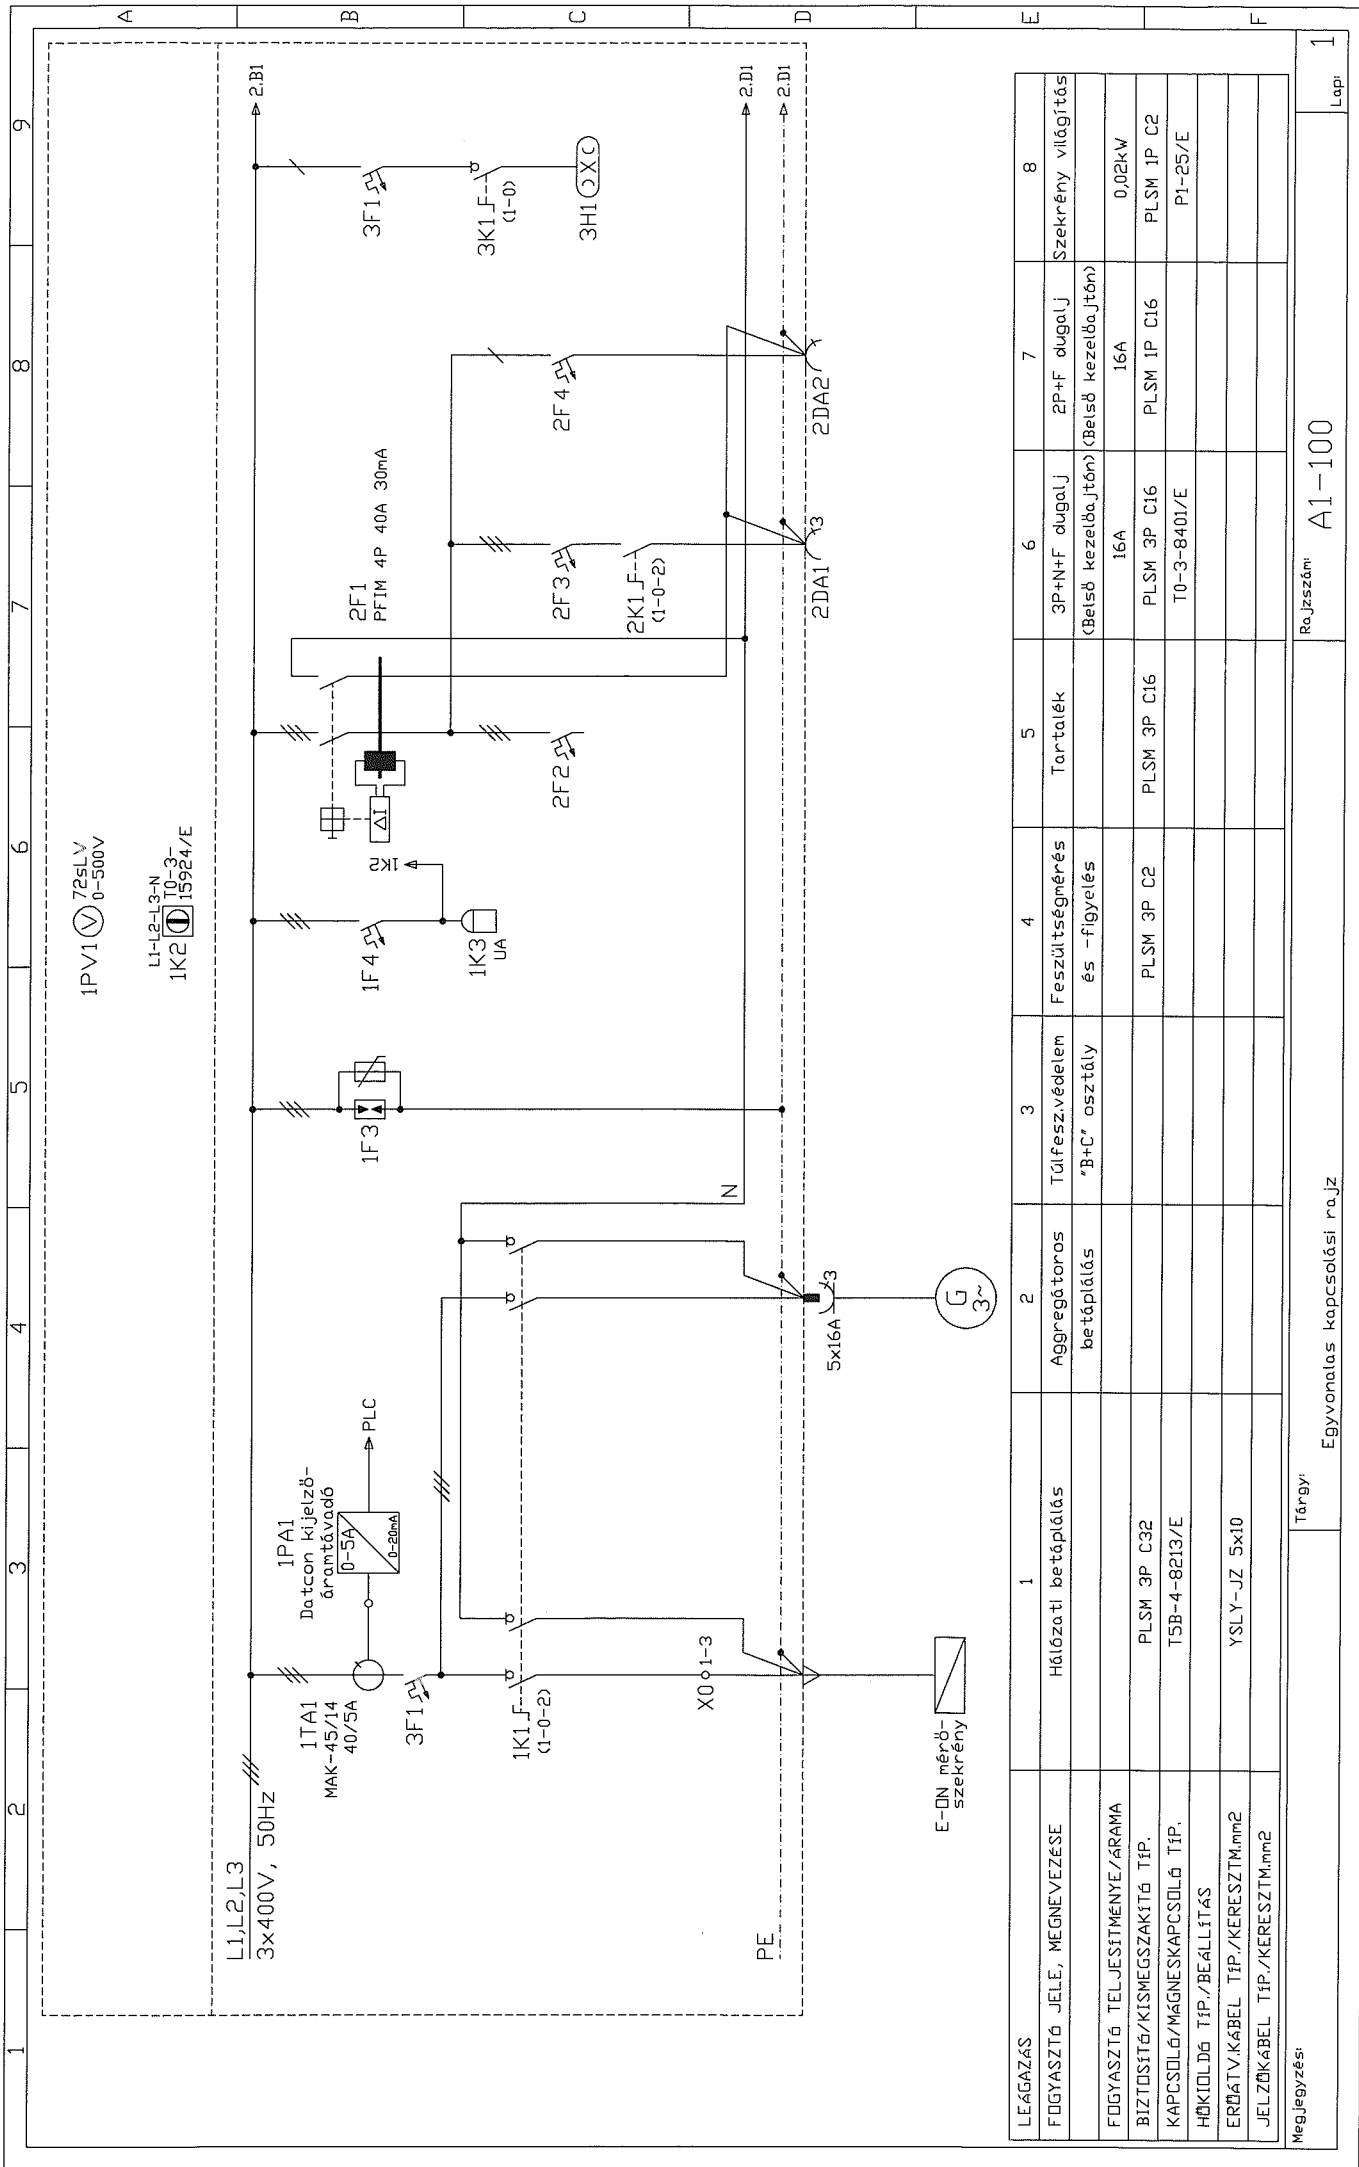 1 2 3 4 5 6 7 8 9
A
B
C
D
E
F
1PV1 V 72sLV
0-500V
L1-L2-L3-N
1K2 T0-3-
15924/E
L1,L2,L3
3x400V, 50Hz
2.B1
1TA1
MAK-45/14
40/5A
1PA1
Datcon kijelző-
áramtávadó
0-5A
0-20mA
PLC
3F1
1K1
(1-0-2)
X0 1-3
E-ON mérő-
szekrény
5x16A 3
G
3~
N
PE
1F3
1F4
1K2
1K3
UA
ΔI
2F1
PFIM 4P 40A 30mA
2F2
2F3
2K1
(1-0-2)
2DA1 3
2F4
2DA2
3F1
3K1
(1-0)
3H1
2.D1
2.D1
LEÁGAZÁS 1 2 3 4 5 6 7 8
FOGYASZTÓ JELE, MEGNEVEZÉSE Hálózati betáplálás Aggregátoros Túlfesz.védelem Feszültségmérés Tartalék 3P+N+F dugalj 2P+F dugalj Szekrény világítás
betáplálás "B+C" osztály és -figyelés (Belső kezelőajtón) (Belső kezelőajtón)
FOGYASZTÓ TELJESÍTMÉNYE/ÁRAMA 16A 16A 0,02kW
BIZTOSÍTÓ/KISMEGSZAKÍTÓ TÍP. PLSM 3P C32 PLSM 3P C2 PLSM 3P C16 PLSM 3P C16 PLSM 1P C16 PLSM 1P C2
KAPCSOLÓ/MÁGNESKAPCSOLÓ TÍP. T5B-4-8213/E T0-3-8401/E P1-25/E
HŐKIOLDÓ TÍP./BEÁLLÍTÁS
ERŐÁTV.KÁBEL TÍP./KERESZTM.mm2 YSLY-JZ 5x10
JELZŐKÁBEL TÍP./KERESZTM.mm2
Megjegyzés:
Tárgy:
Egyvonalas kapcsolási rajz
Rajzszám: A1-100
Lap: 1